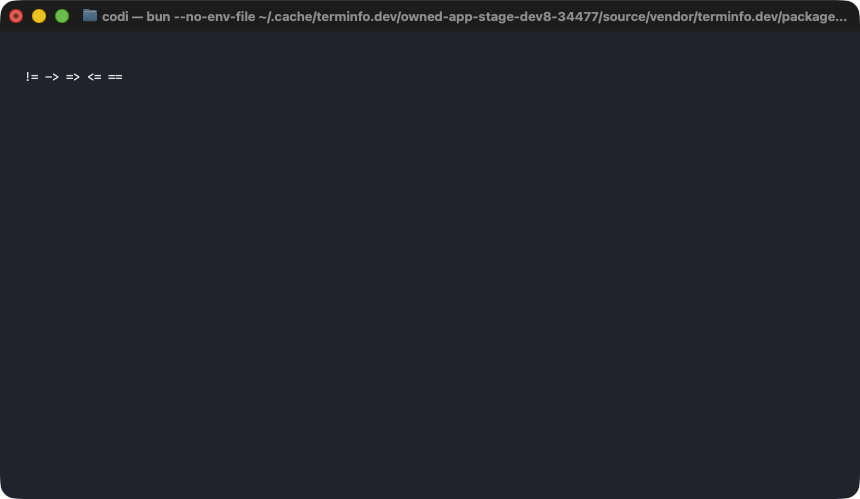 codi — bun --no-env-file ~/.cache/terminfo.dev/owned-app-stage-dev8-34477/source/vendor/terminfo.dev/package...
!= -> => <= ==